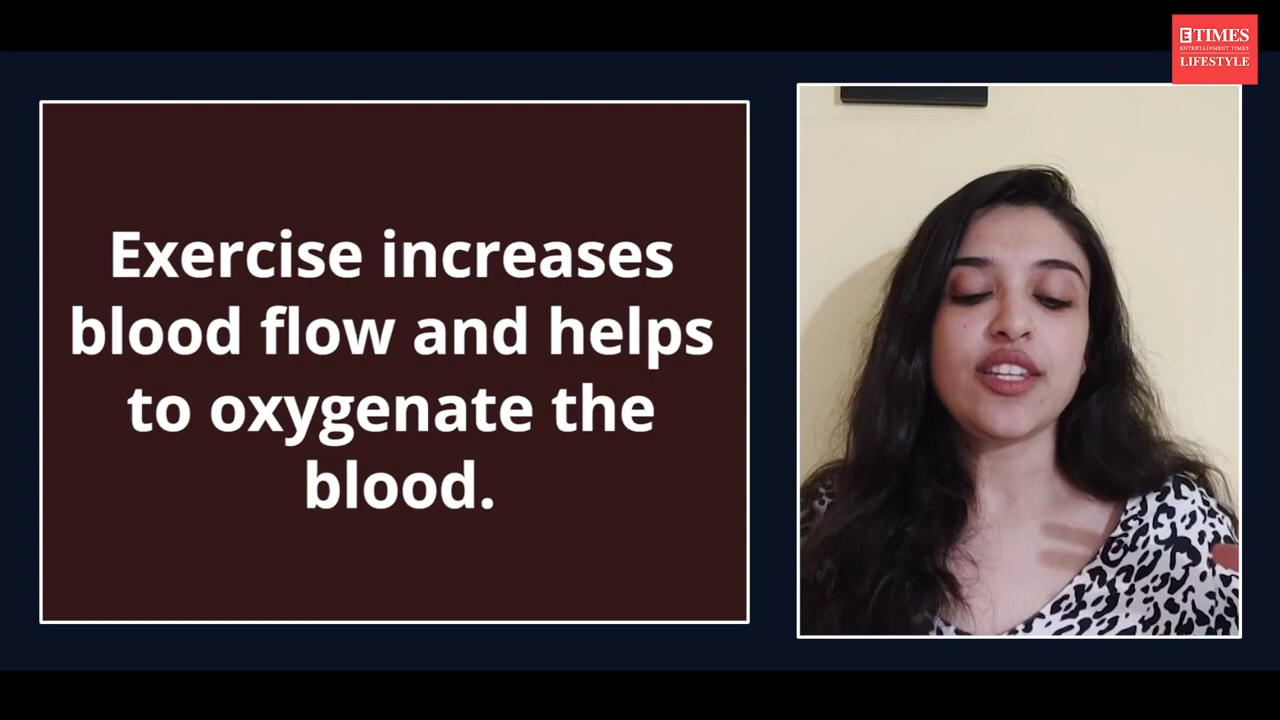 Exercise increases
blood flow and helps
to oxygenate the
blood.
ETIMES
ENTERTAINMENT TIMES
LIFESTYLE